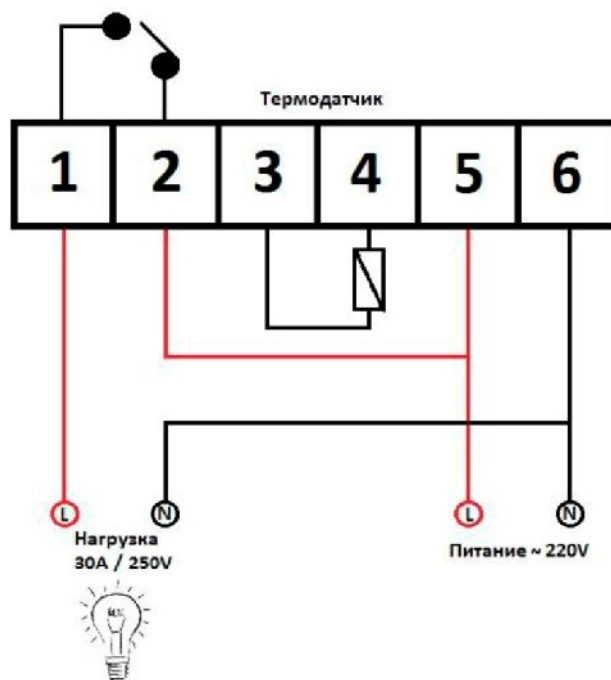 Термодатчик
1 2 3 4 5 6
L N L N
Нагрузка
30A / 250V
Питание ~ 220V